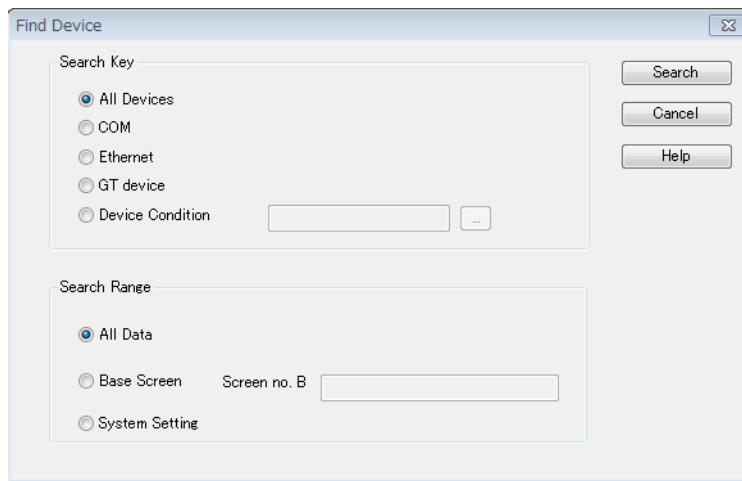 Find Device
Search Key
All Devices
COM
Ethernet
GT device
Device Condition
...
Search
Cancel
Help
Search Range
All Data
Base Screen Screen no. B
System Setting